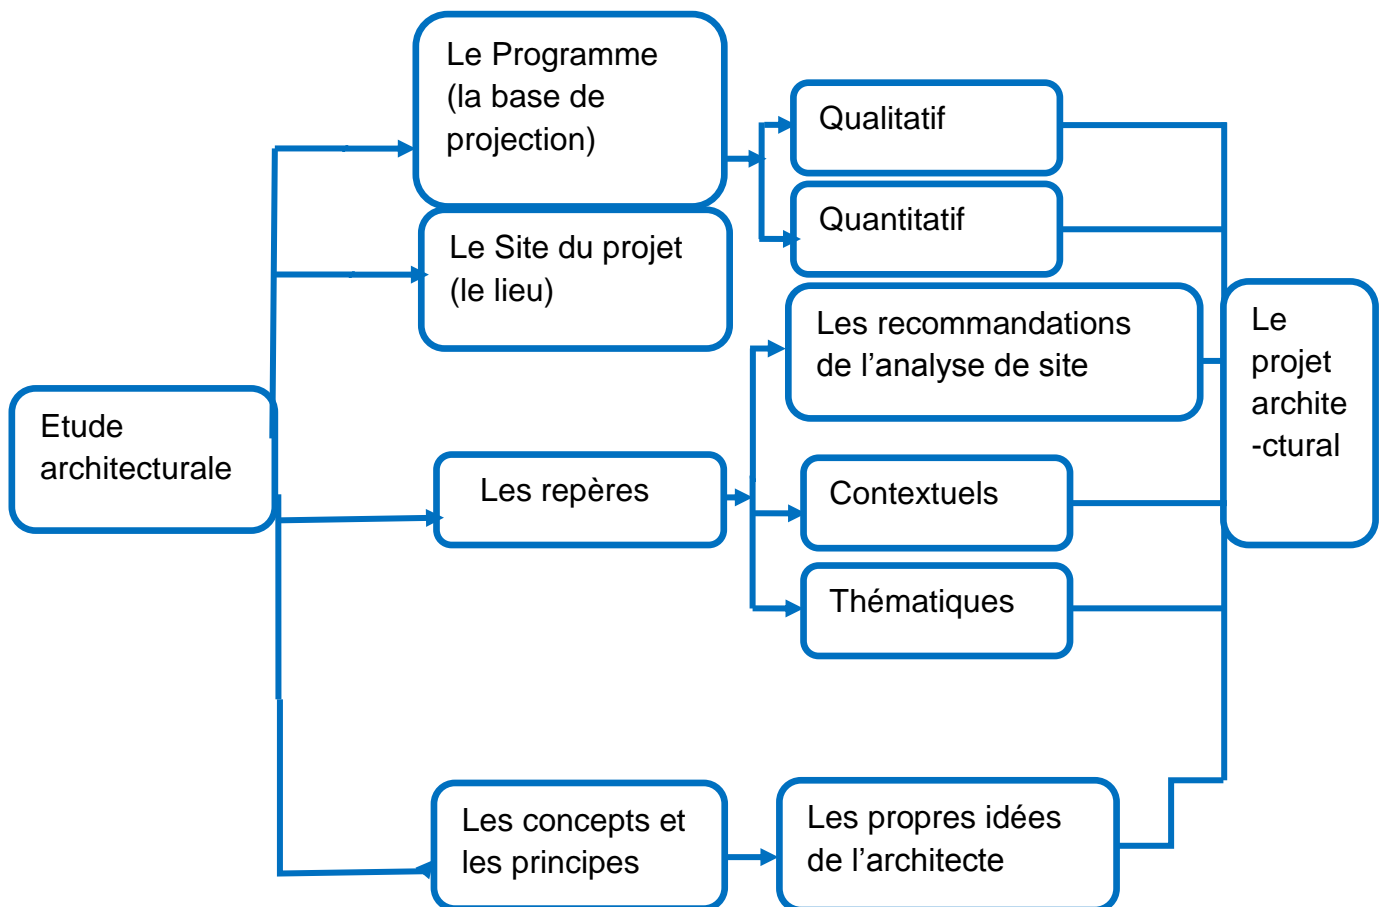 Le Programme
(la base de
projection)
Qualitatif
Quantitatif
Le Site du projet
(le lieu)
Les recommandations
de l’analyse de site
Le
projet
archite
-ctural
Etude
architecturale
Les repères
Contextuels
Thématiques
Les concepts et
les principes
Les propres idées
de l’architecte